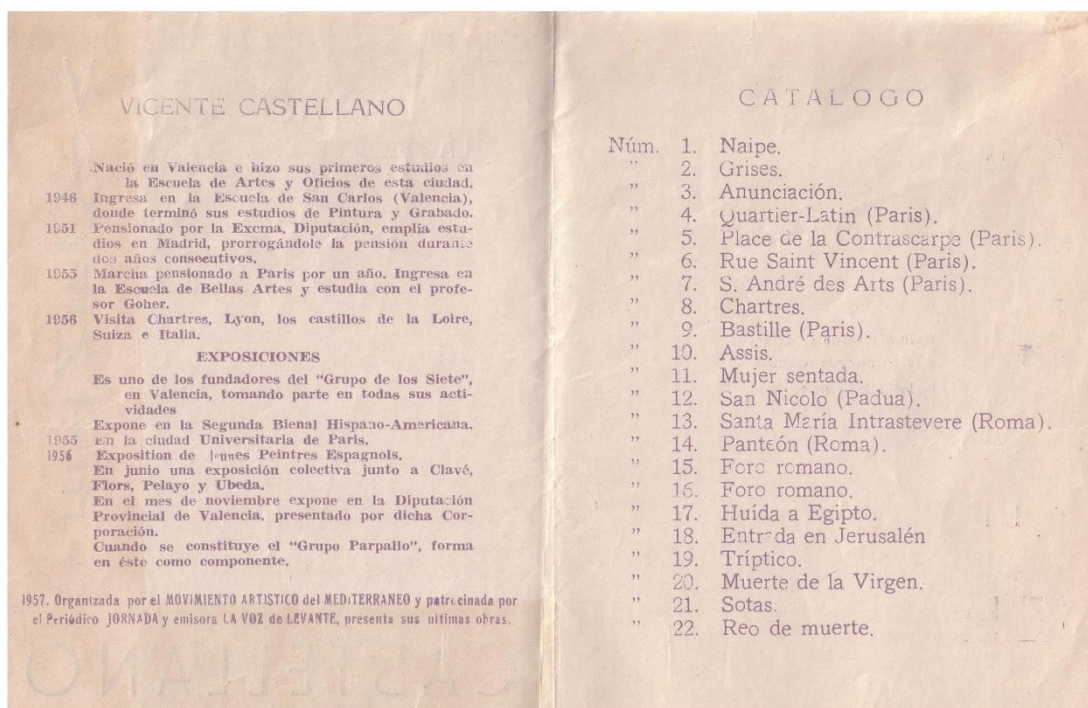 VICENTE CASTELLANO
Nació en Valencia e hizo sus primeros estudios en
la Escuela de Artes y Oficios de esta ciudad.
1946 Ingresa en la Escuela de San Carlos (Valencia),
donde terminó sus estudios de Pintura y Grabado.
1951 Pensionado por la Excma. Diputación, emplía estu-
dios en Madrid, prorrogándole la pensión durante
dos años consecutivos.
1955 Marcha pensionado a Paris por un año. Ingresa en
la Escuela de Bellas Artes y estudia con el profe-
sor Goher.
1956 Visita Chartres, Lyon, los castillos de la Loire,
Suiza e Italia.
EXPOSICIONES
Es uno de los fundadores del "Grupo de los Siete",
en Valencia, tomando parte en todas sus acti-
vidades
Expone en la Segunda Bienal Hispano-Americana.
1955 En la ciudad Universitaria de Paris.
1956 Exposition de Jeunes Peintres Espagnols.
En junio una exposición colectiva junto a Clavé,
Flors, Pelayo y Ubeda.
En el mes de noviembre expone en la Diputación
Provincial de Valencia, presentado por dicha Cor-
poración.
Cuando se constituye el "Grupo Parpallo", forma
en éste como componente.
1957. Organizada por el MOVIMIENTO ARTISTICO del MEDITERRANEO y patrocinada por
el Periódico JORNADA y emisora LA VOZ de LEVANTE, presenta sus ultimas obras.
CATALOGO
Núm. 1. Naipe.
" 2. Grises.
" 3. Anunciación.
" 4. Quartier-Latin (Paris).
" 5. Place de la Contrascarpe (Paris).
" 6. Rue Saint Vincent (Paris).
" 7. S. André des Arts (Paris).
" 8. Chartres.
" 9. Bastille (Paris).
" 10. Assis.
" 11. Mujer sentada.
" 12. San Nicolo (Padua).
" 13. Santa María Intrastevere (Roma).
" 14. Panteón (Roma).
" 15. Foro romano.
" 16. Foro romano.
" 17. Huída a Egipto.
" 18. Entrada en Jerusalén
" 19. Tríptico.
" 20. Muerte de la Virgen.
" 21. Sotas.
" 22. Reo de muerte.